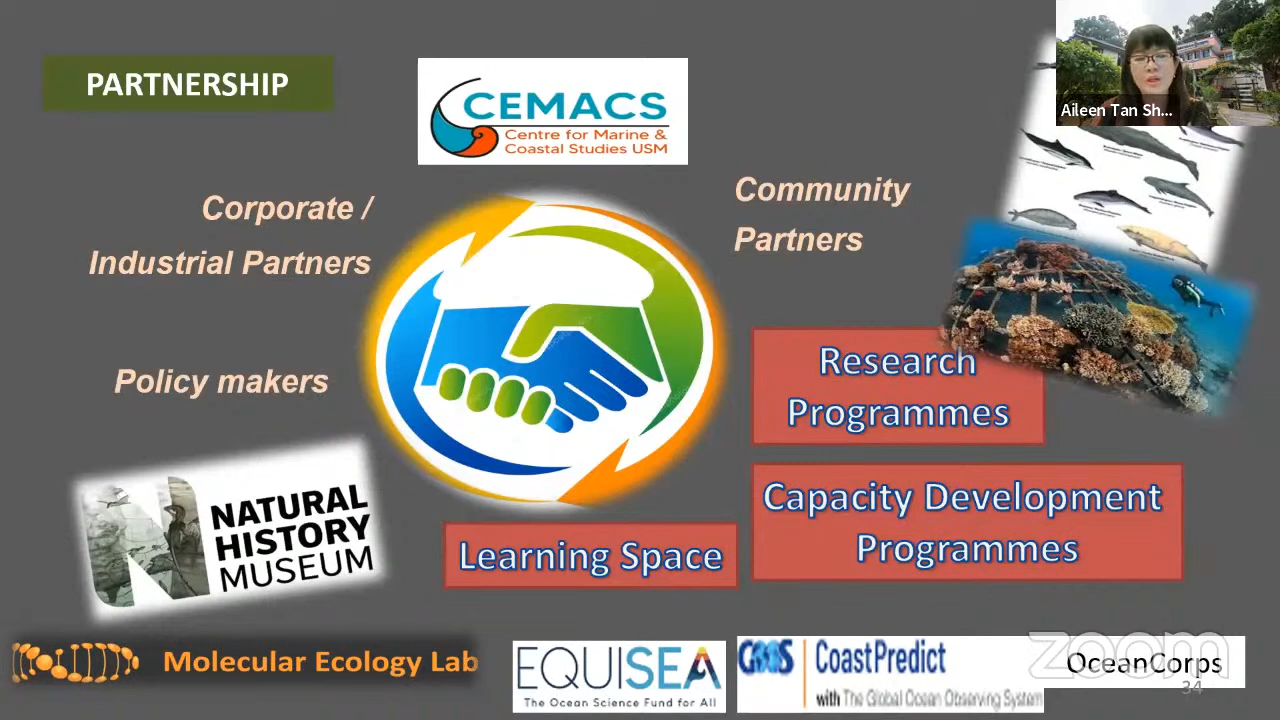 PARTNERSHIP
CEMACS
Centre for Marine &
Coastal Studies USM
Aileen Tan Sh...
Corporate /
Industrial Partners
Community
Partners
Policy makers
Research
Programmes
Capacity Development
Programmes
Learning Space
NATURAL
HISTORY
MUSEUM
Molecular Ecology Lab
EQUISEA
The Ocean Science Fund for All
GOOS
CoastPredict
with The Global Ocean Observing System
OceanCorps
zoom
34